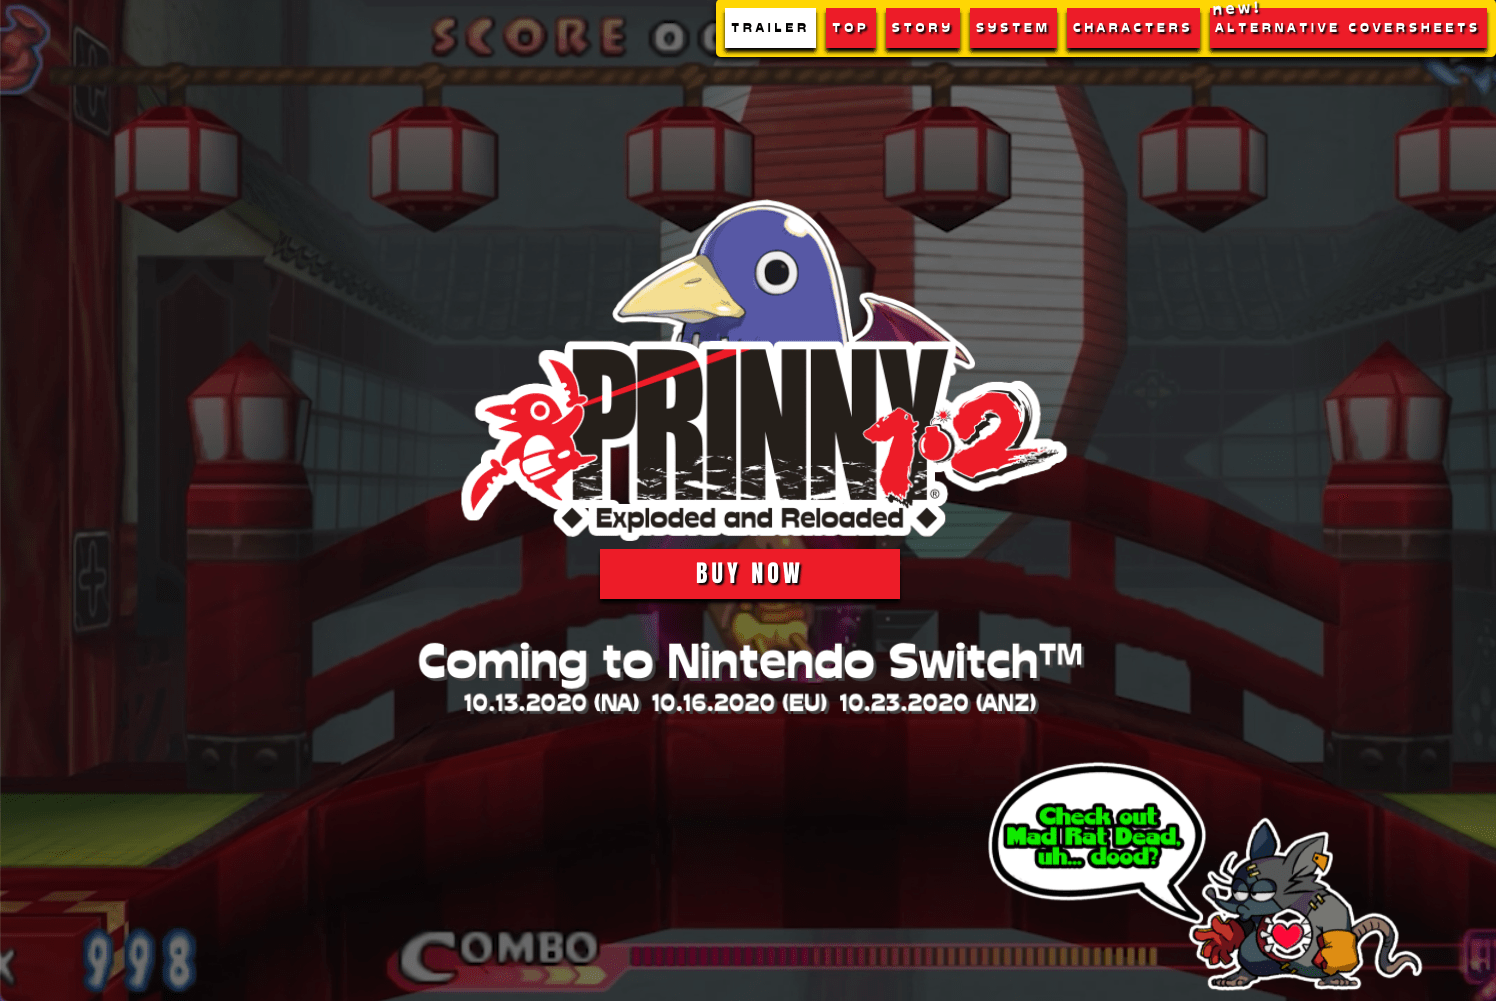 SCORE
TRAILER
TOP
STORY
SYSTEM
CHARACTERS
new!
ALTERNATIVE COVERSHEETS
PRINNY 1•2
®
Exploded and Reloaded
BUY NOW
Coming to Nintendo Switch™
10.13.2020 (NA) 10.16.2020 (EU) 10.23.2020 (ANZ)
Check out
Mad Rat Dead,
uh... dood?
x 998
COMBO